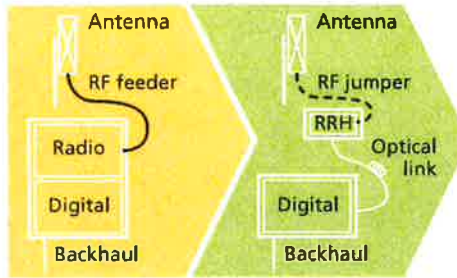 Antenna
RF feeder
Radio
Digital
Backhaul
Antenna
RF jumper
RRH
Optical
link
Digital
Backhaul